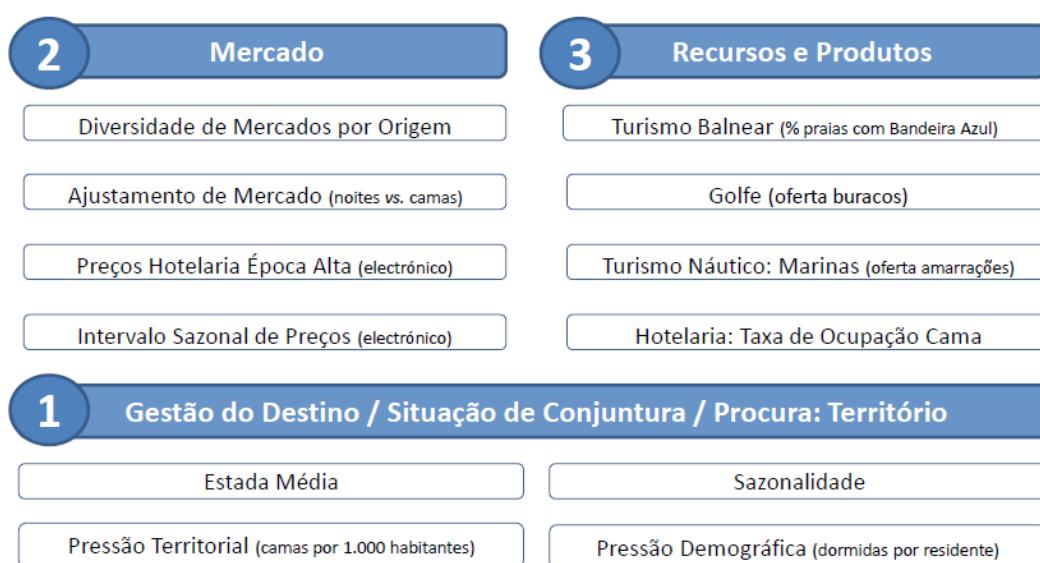 2 Mercado
Diversidade de Mercados por Origem
Ajustamento de Mercado (noites vs. camas)
Preços Hotelaria Época Alta (electrónico)
Intervalo Sazonal de Preços (electrónico)
3 Recursos e Produtos
Turismo Balnear (% praias com Bandeira Azul)
Golfe (oferta buracos)
Turismo Náutico: Marinas (oferta amarrações)
Hotelaria: Taxa de Ocupação Cama
1 Gestão do Destino / Situação de Conjuntura / Procura: Território
Estada Média
Sazonalidade
Pressão Territorial (camas por 1.000 habitantes)
Pressão Demográfica (dormidas por residente)